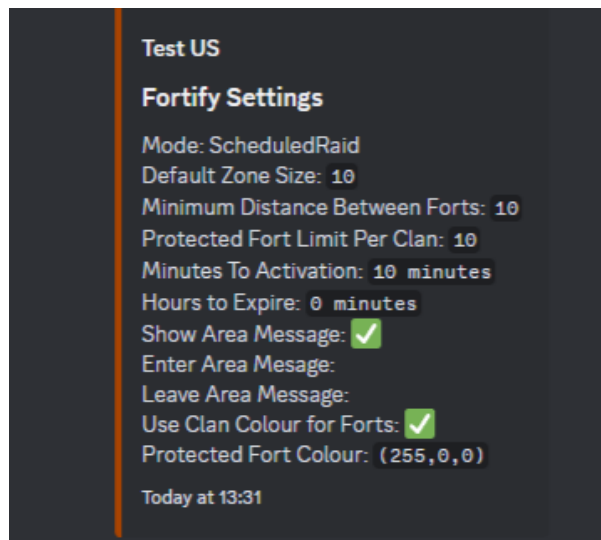 Test US
Fortify Settings
Mode: ScheduledRaid
Default Zone Size: 10
Minimum Distance Between Forts: 10
Protected Fort Limit Per Clan: 10
Minutes To Activation: 10 minutes
Hours to Expire: 0 minutes
Show Area Message: ✅
Enter Area Mesage:
Leave Area Message:
Use Clan Colour for Forts: ✅
Protected Fort Colour: (255,0,0)
Today at 13:31